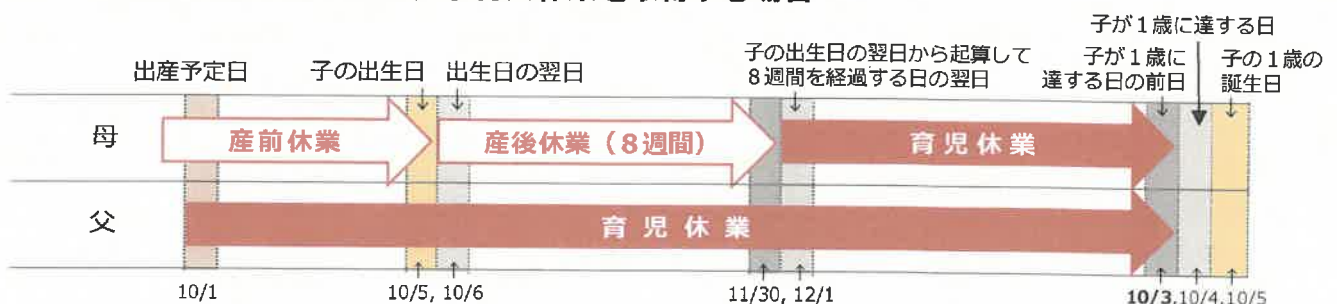 子が１歳に達する日
出産予定日
子の出生日
出生日の翌日
子の出生日の翌日から起算して
８週間を経過する日の翌日
子が１歳に
達する日の前日
子の１歳の
誕生日
母
産前休業
産後休業（８週間）
育児休業
父
育児休業
10/1
10/5, 10/6
11/30, 12/1
10/3,10/4,10/5